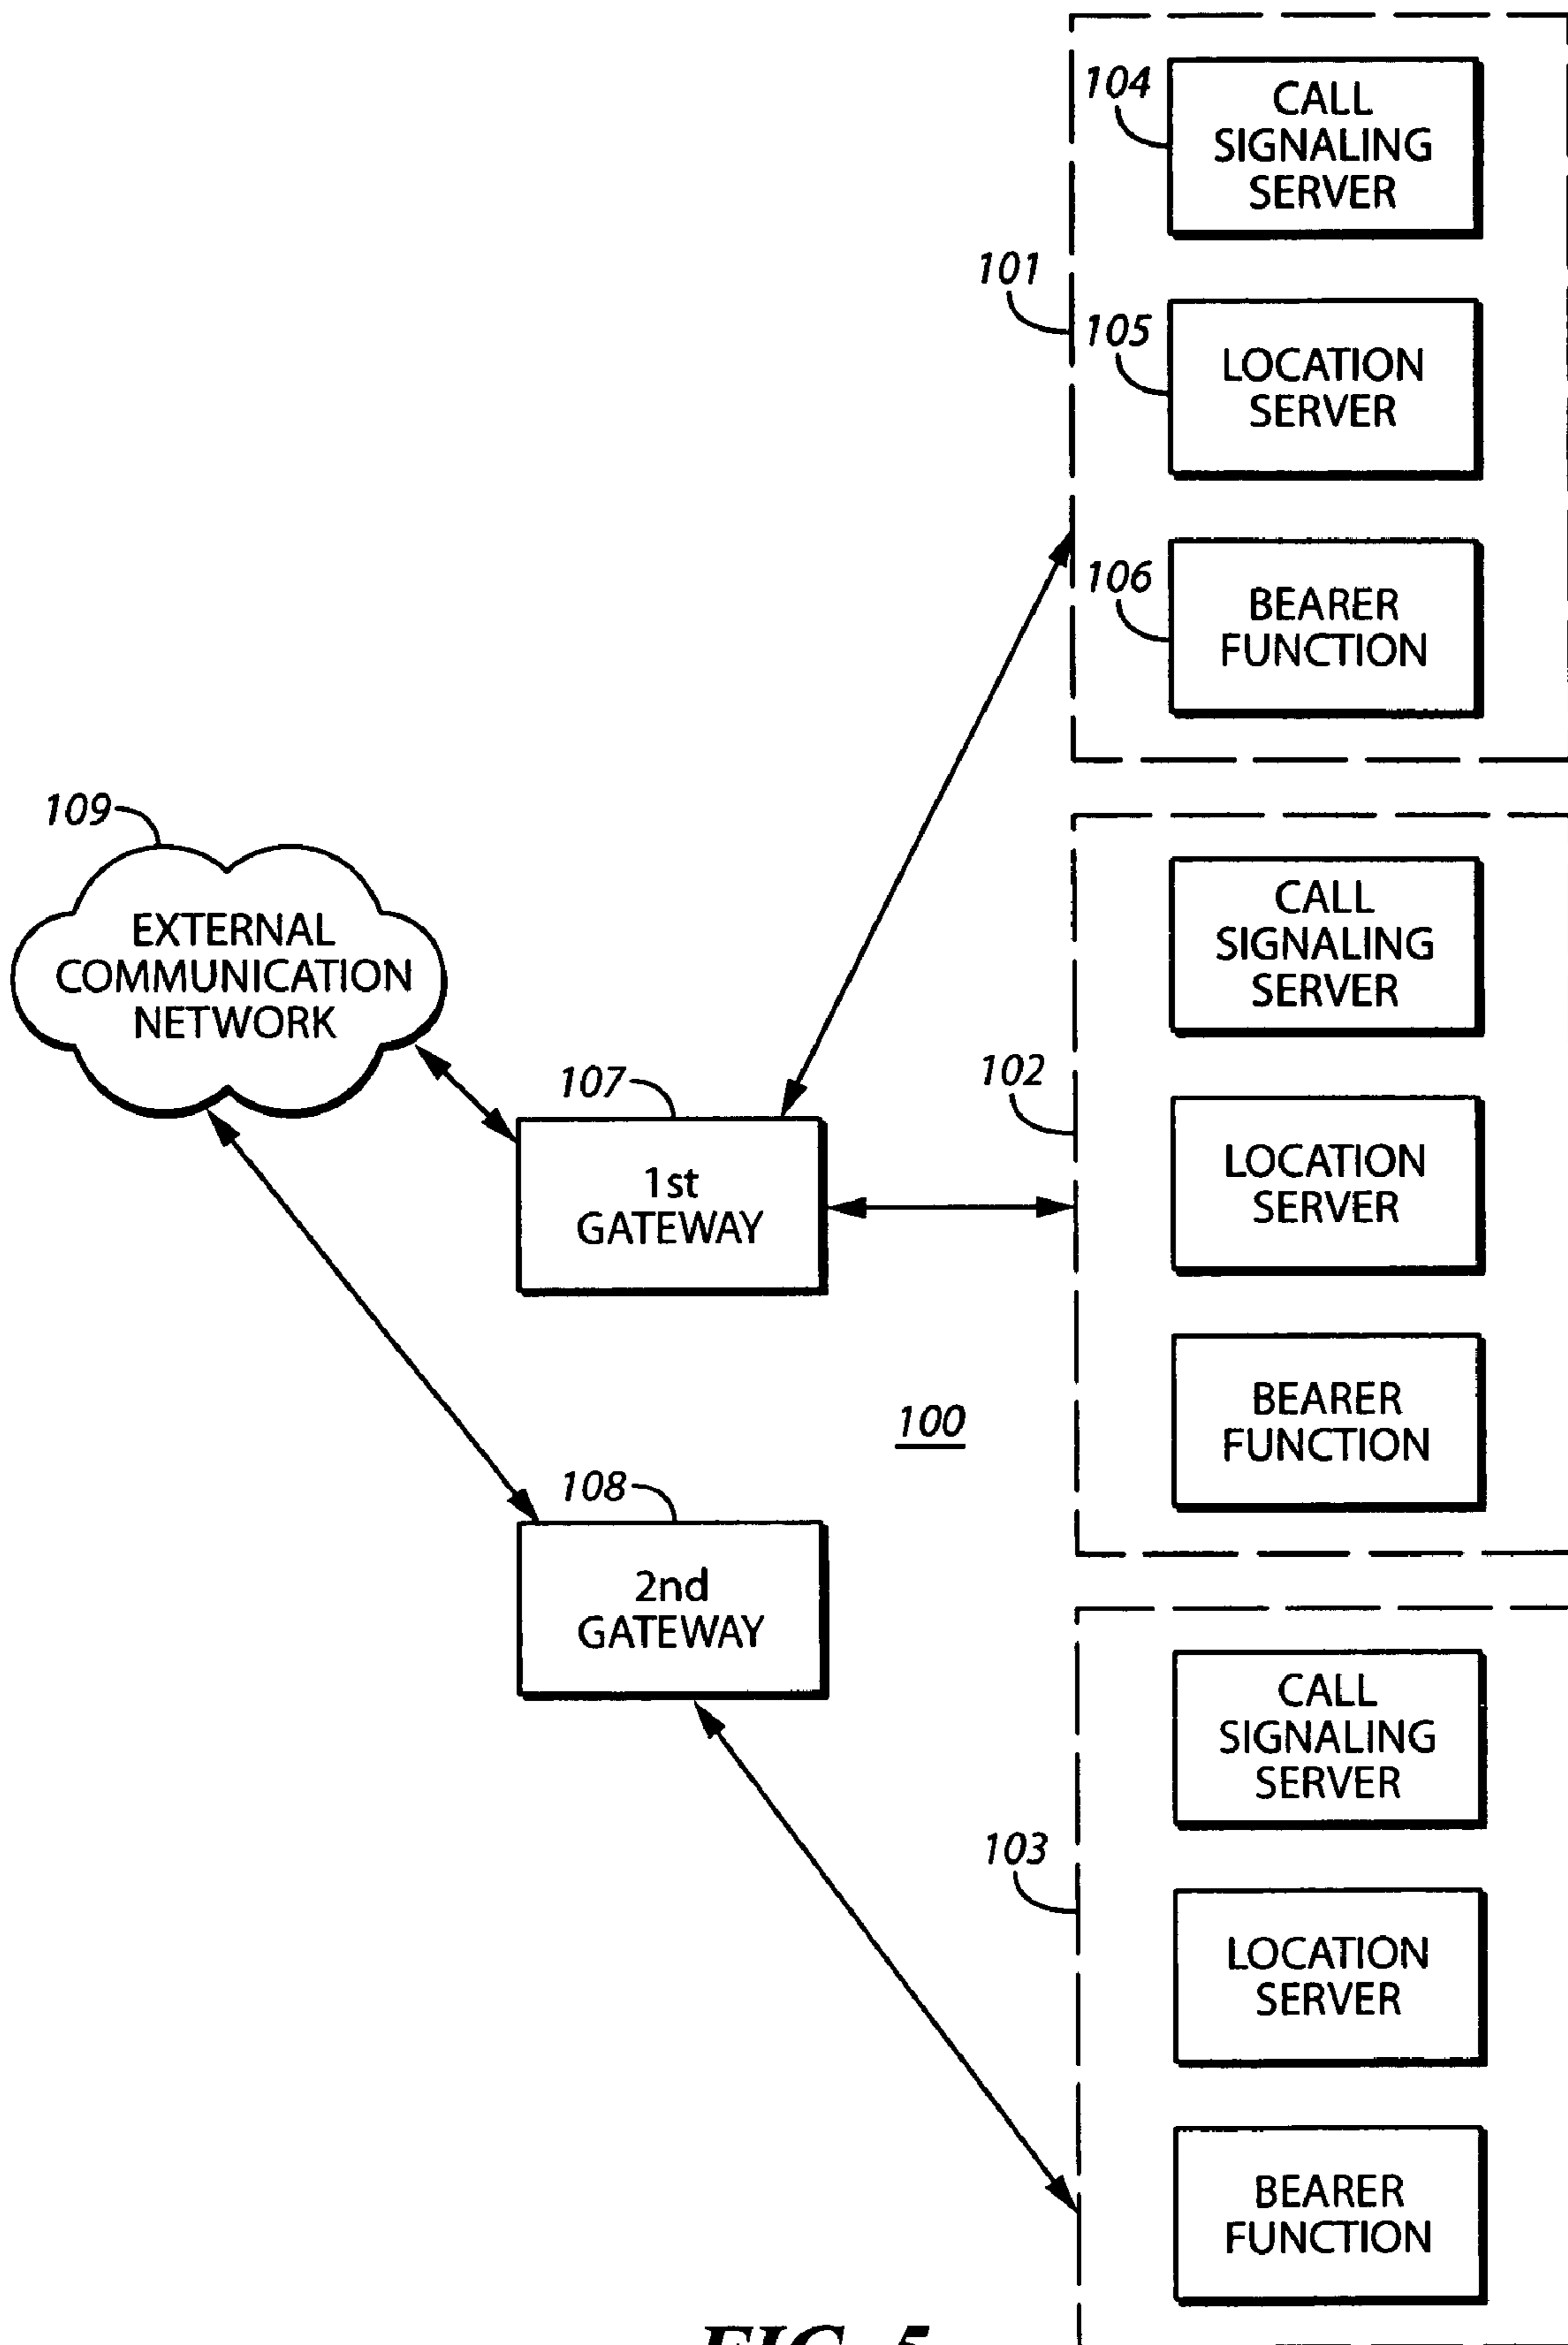 104
CALL
SIGNALING
SERVER
101
105
LOCATION
SERVER
106
BEARER
FUNCTION
109
EXTERNAL
COMMUNICATION
NETWORK
107
1st
GATEWAY
102
CALL
SIGNALING
SERVER
LOCATION
SERVER
BEARER
FUNCTION
100
108
2nd
GATEWAY
103
CALL
SIGNALING
SERVER
LOCATION
SERVER
BEARER
FUNCTION
FIG. 5